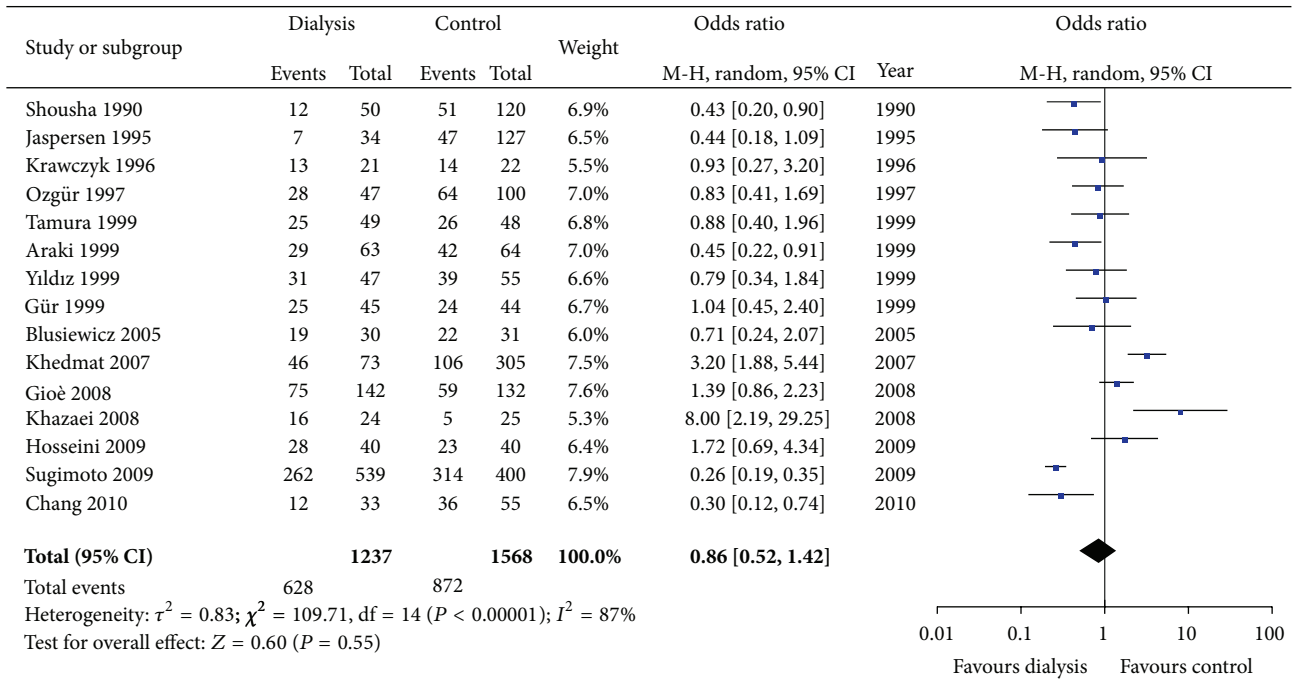 Dialysis Control Odds ratio Odds ratio
Study or subgroup Weight
Events Total Events Total M-H, random, 95% CI Year M-H, random, 95% CI
Shousha 1990 12 50 51 120 6.9% 0.43 [0.20, 0.90] 1990
Jaspersen 1995 7 34 47 127 6.5% 0.44 [0.18, 1.09] 1995
Krawczyk 1996 13 21 14 22 5.4% 0.93 [0.27, 3.20] 1996
Ozgür 1997 28 47 64 100 7.0% 0.83 [0.41, 1.69] 1997
Tamura 1999 25 49 26 48 6.8% 0.88 [0.40, 1.96] 1999
Araki 1999 29 63 42 64 7.0% 0.45 [0.22, 0.91] 1999
Yıldız 1999 31 47 39 55 6.6% 0.79 [0.34, 1.84] 1999
Gür 1999 25 45 24 44 6.7% 1.04 [0.45, 2.40] 1999
Blusiewicz 2005 19 30 22 31 6.0% 0.71 [0.24, 2.07] 2005
Khedmat 2007 46 73 106 305 7.5% 3.20 [1.88, 5.44] 2007
Gioè 2008 75 142 59 132 7.6% 1.39 [0.86, 2.23] 2008
Khazaei 2008 16 24 5 25 5.3% 8.00 [2.19, 29.25] 2008
Hosseini 2009 28 40 23 40 6.4% 1.72 [0.69, 4.34] 2009
Sugimoto 2009 262 539 314 400 7.9% 0.26 [0.19, 0.35] 2009
Chang 2010 12 33 36 55 6.5% 0.30 [0.12, 0.74] 2010
Total (95% CI) 1237 1568 100.0% 0.86 [0.52, 1.42]
Total events 628 872
Heterogeneity: τ² = 0.83; χ² = 109.71, df = 14 (P < 0.00001); I² = 87%
Test for overall effect: Z = 0.60 (P = 0.55)
0.01 0.1 1 10 100
Favours dialysis Favours control